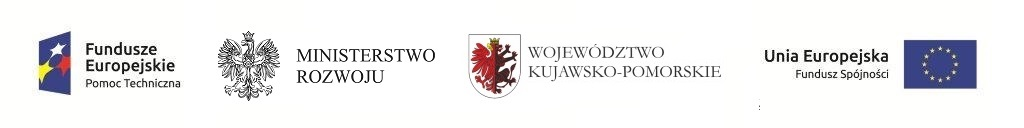 Fundusze
Europejskie
Pomoc Techniczna
MINISTERSTWO
ROZWOJU
WOJEWÓDZTWO
KUJAWSKO-POMORSKIE
Unia Europejska
Fundusz Spójności